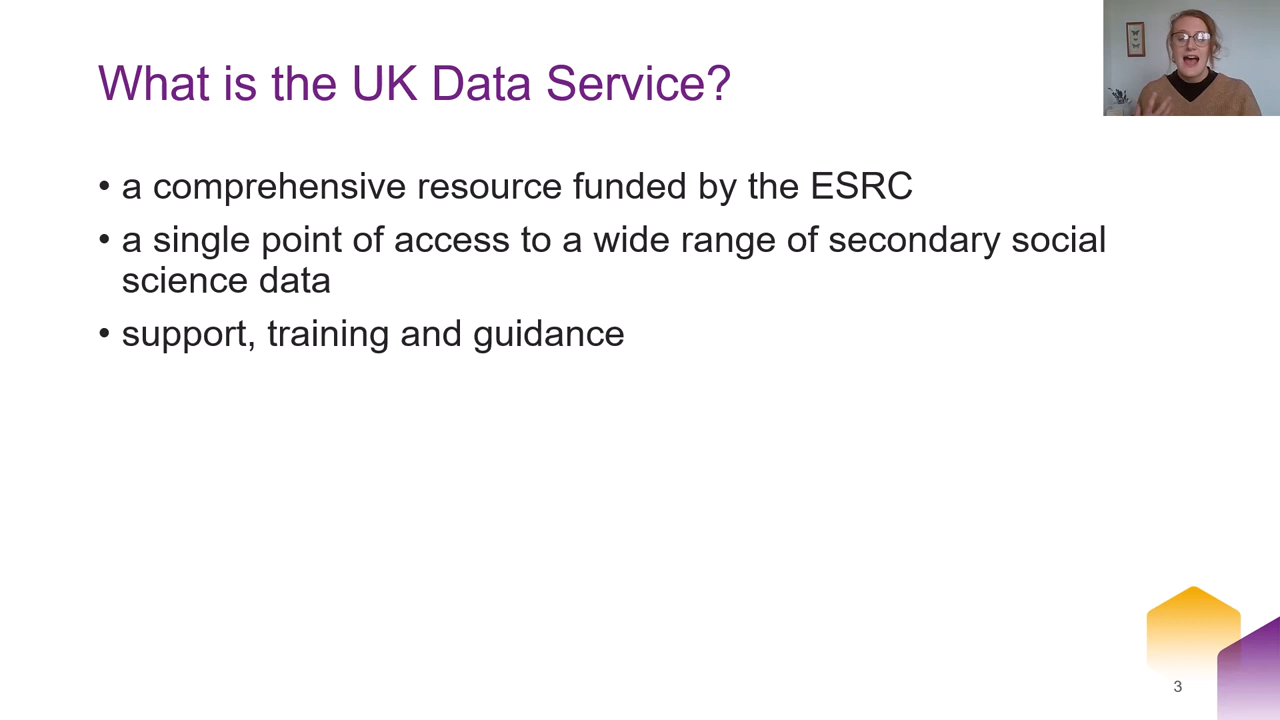 What is the UK Data Service?
• a comprehensive resource funded by the ESRC
• a single point of access to a wide range of secondary social
science data
• support, training and guidance
3